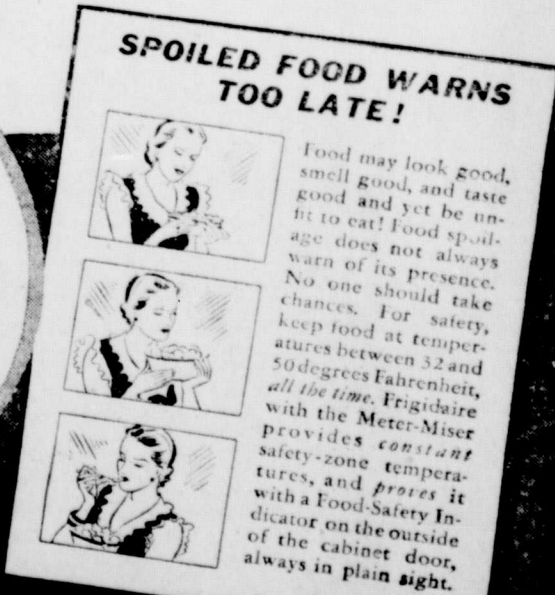 SPOILED FOOD WARNS
TOO LATE!
Food may look good,
smell good, and taste
good and yet be un-
fit to eat! Food spoil-
age does not always
warn of its presence.
No one should take
chances. For safety,
keep food at temper-
atures between 32 and
50 degrees Fahrenheit,
all the time. Frigidaire
with the Meter-Miser
provides constant
safety-zone tempera-
tures, and proves it
with a Food-Safety In-
dicator on the outside
of the cabinet door,
always in plain sight.